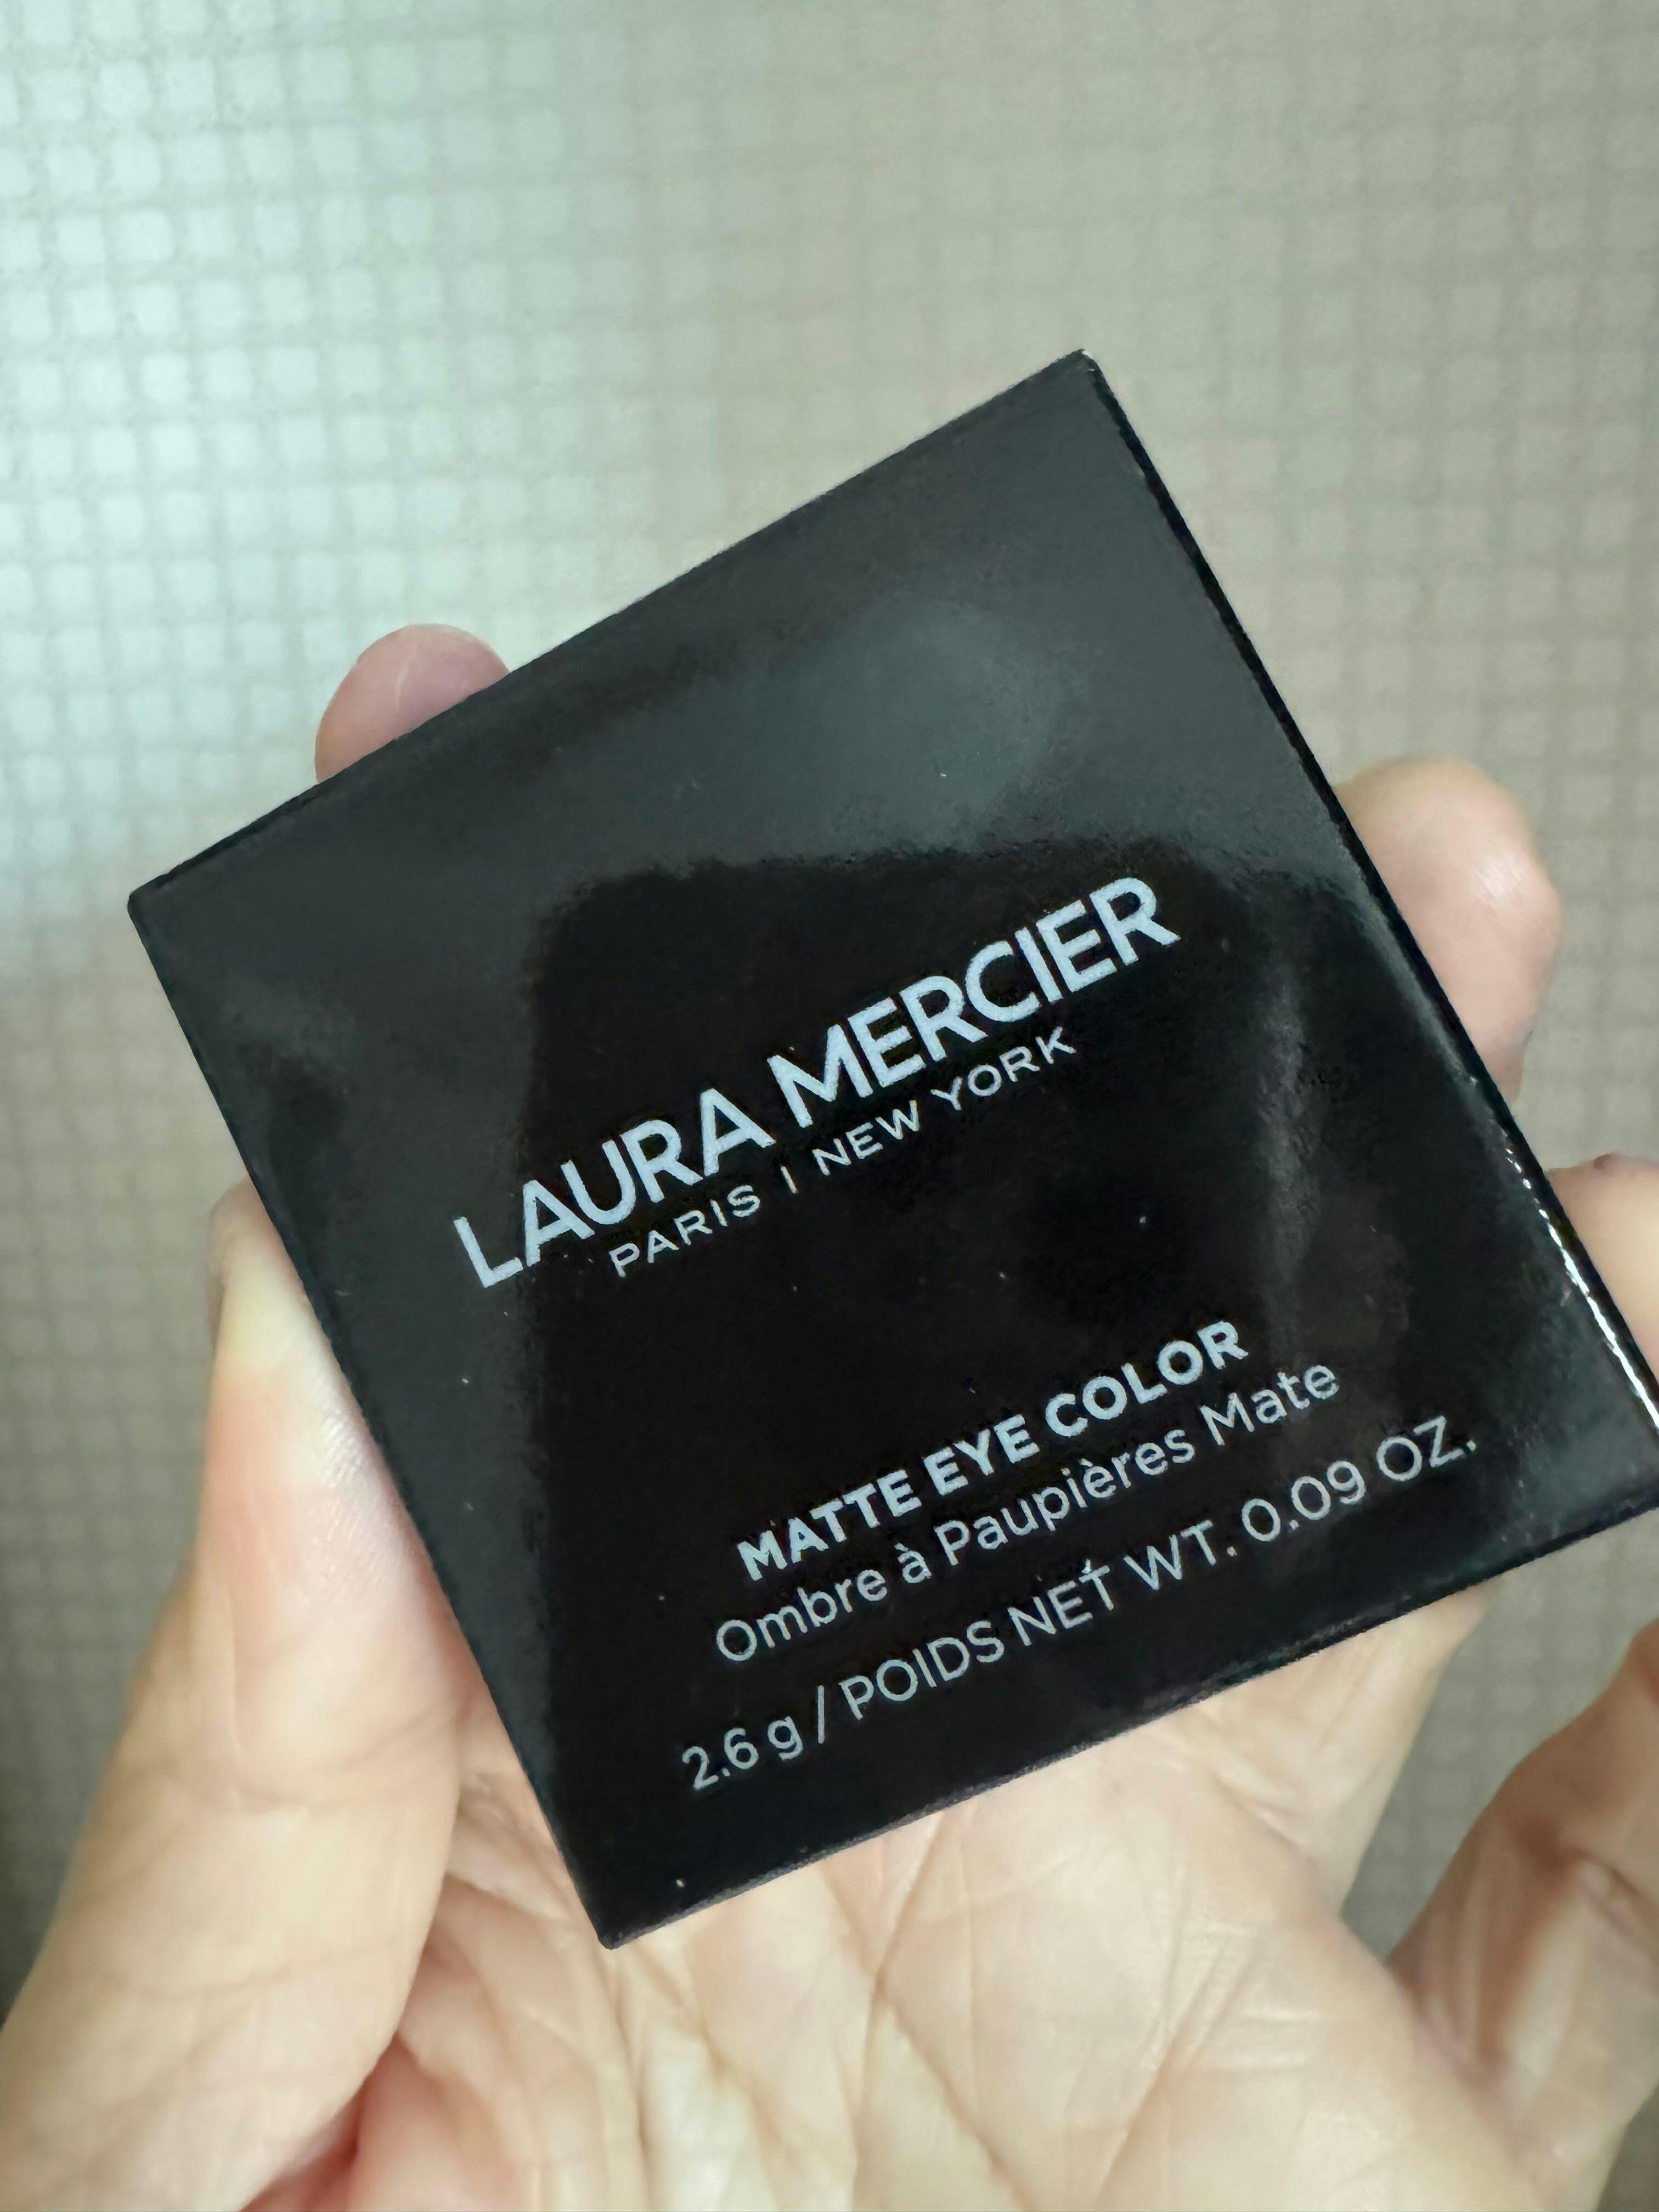 LAURA MERCIER
PARIS | NEW YORK
MATTE EYE COLOR
Ombre à Paupières Mate
2.6 g / POIDS NET WT. 0.09 OZ.